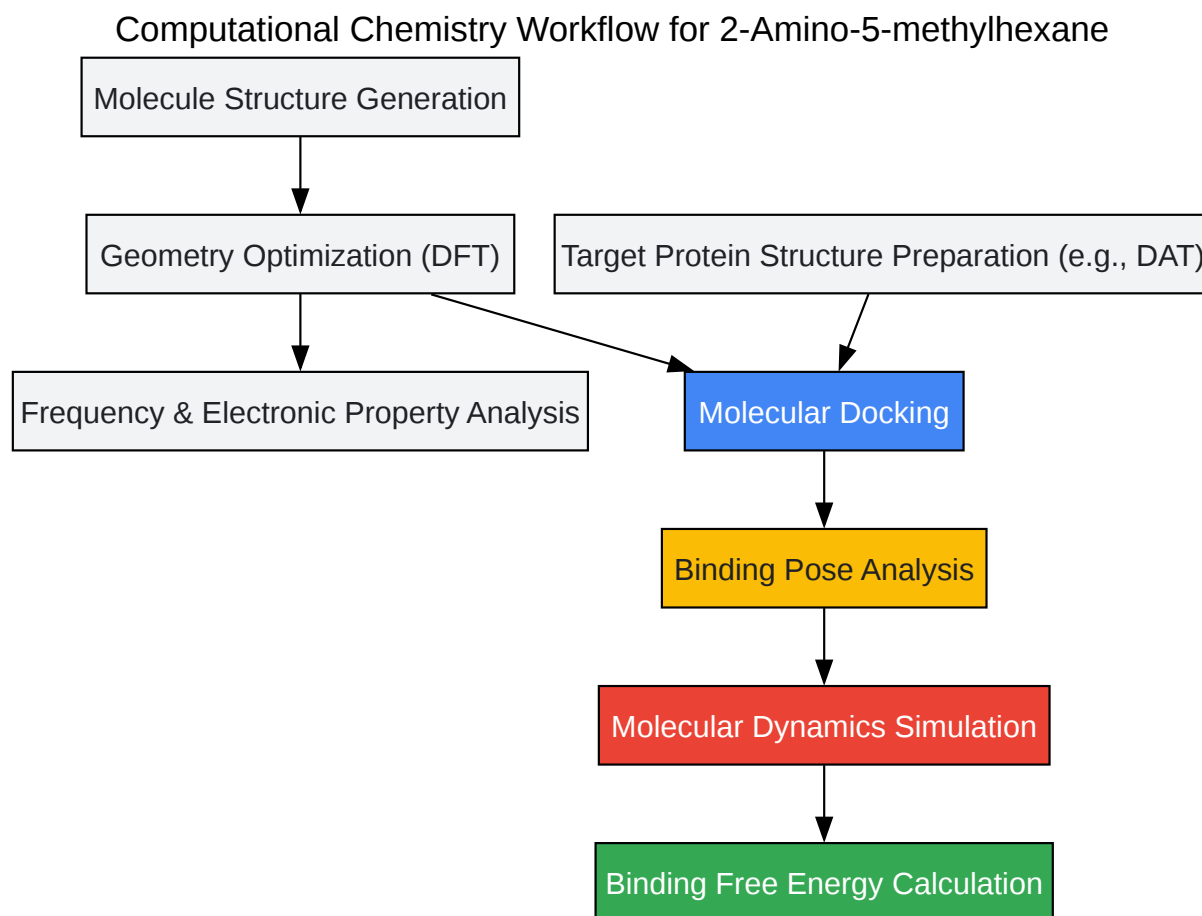 Computational Chemistry Workflow for 2-Amino-5-methylhexane
Molecule Structure Generation
Geometry Optimization (DFT)
Target Protein Structure Preparation (e.g., DAT)
Frequency & Electronic Property Analysis
Molecular Docking
Binding Pose Analysis
Molecular Dynamics Simulation
Binding Free Energy Calculation